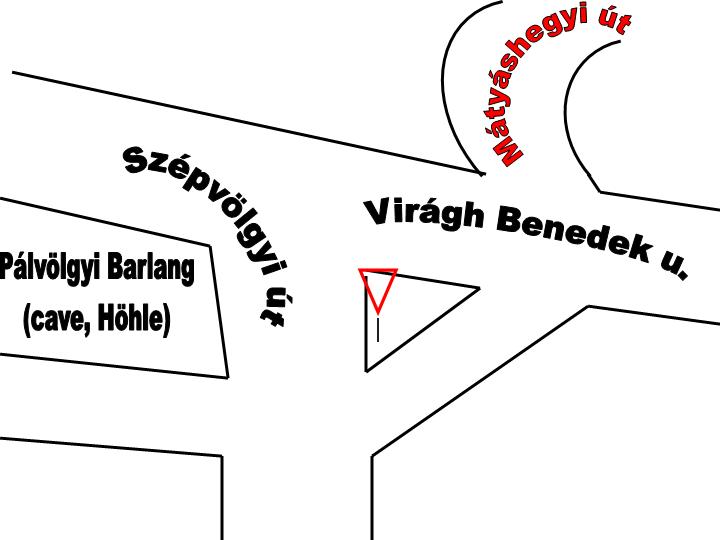 Mátyáshegyi út
Szépvölgyi út
Virágh Benedek u.
Pálvölgyi Barlang
(cave, Höhle)